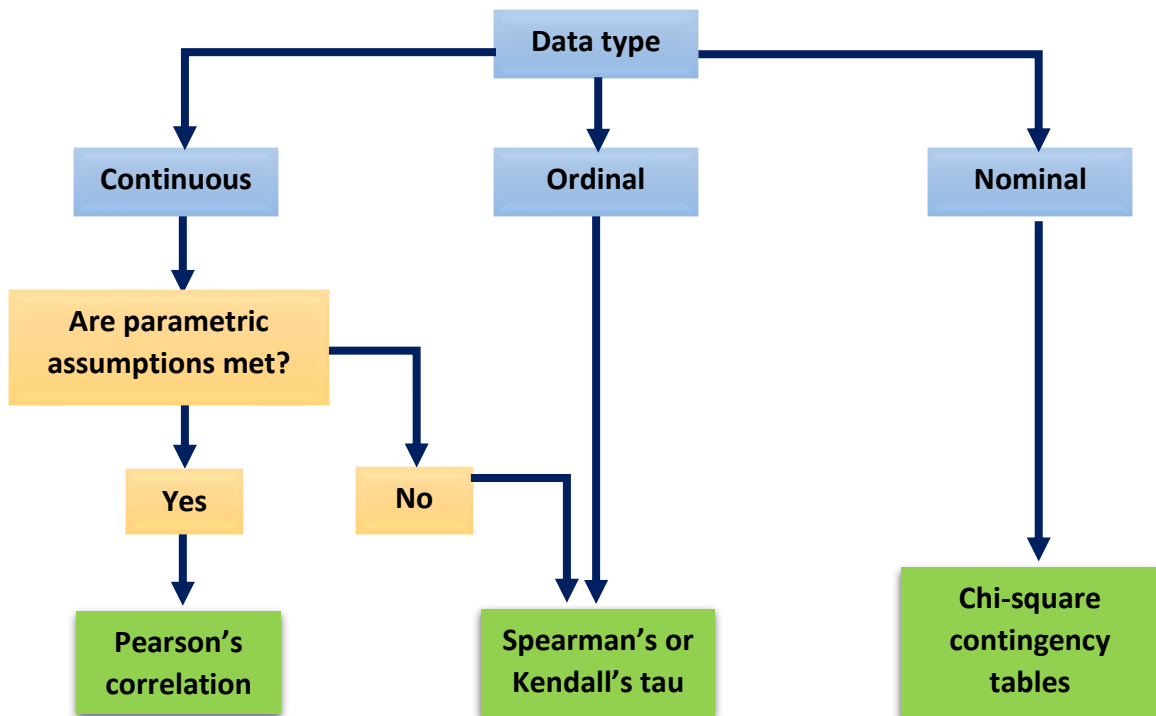 Data type
Continuous
Ordinal
Nominal
Are parametric
assumptions met?
Yes
No
Pearson’s
correlation
Spearman’s or
Kendall’s tau
Chi-square
contingency
tables